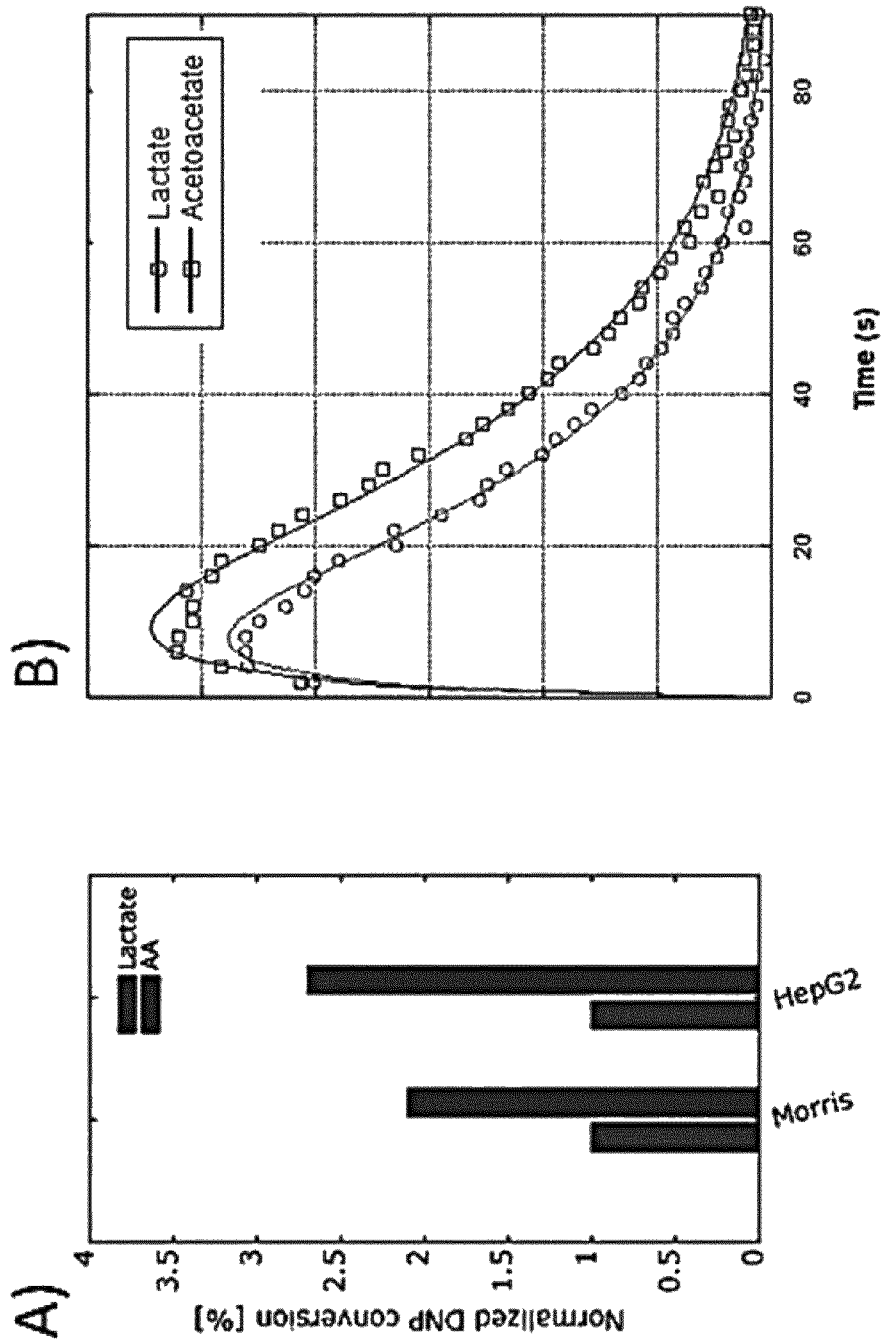 A)
Normalized DNP conversion [%]
4
3.5
3
2.5
2
1.5
1
0.5
0.0
Lactate
AA
Morris
HepG2
B)
Lactate
Acetoacetate
0
20
40
60
80
Time (s)